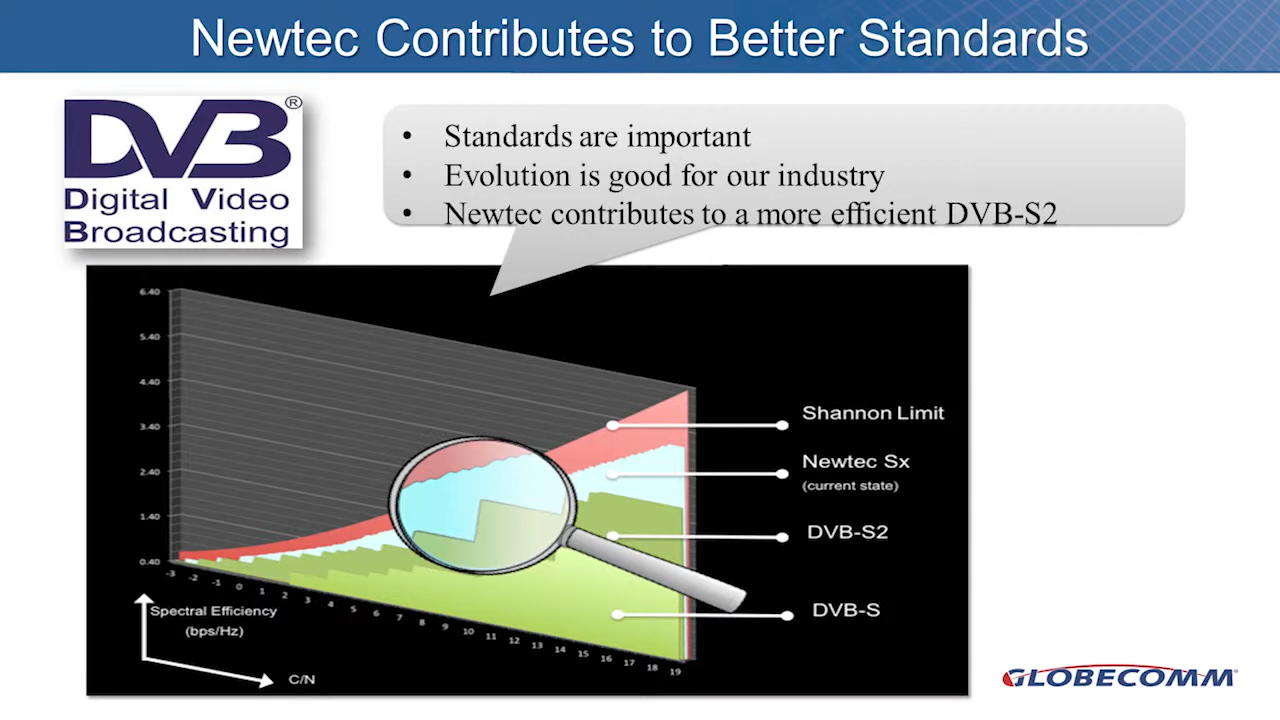 Newtec Contributes to Better Standards
DVB®
Digital Video
Broadcasting
• Standards are important
• Evolution is good for our industry
• Newtec contributes to a more efficient DVB-S2
6.40
5.40
4.40
3.40
2.40
1.40
0.40
-3 -2 -1 0 1 2 3 4 5 6 7 8 9 10 11 12 13 14 15 16 17 18 19
Shannon Limit
Newtec Sx
(current state)
DVB-S2
DVB-S
Spectral Efficiency
(bps/Hz)
C/N
GLOBECOMM